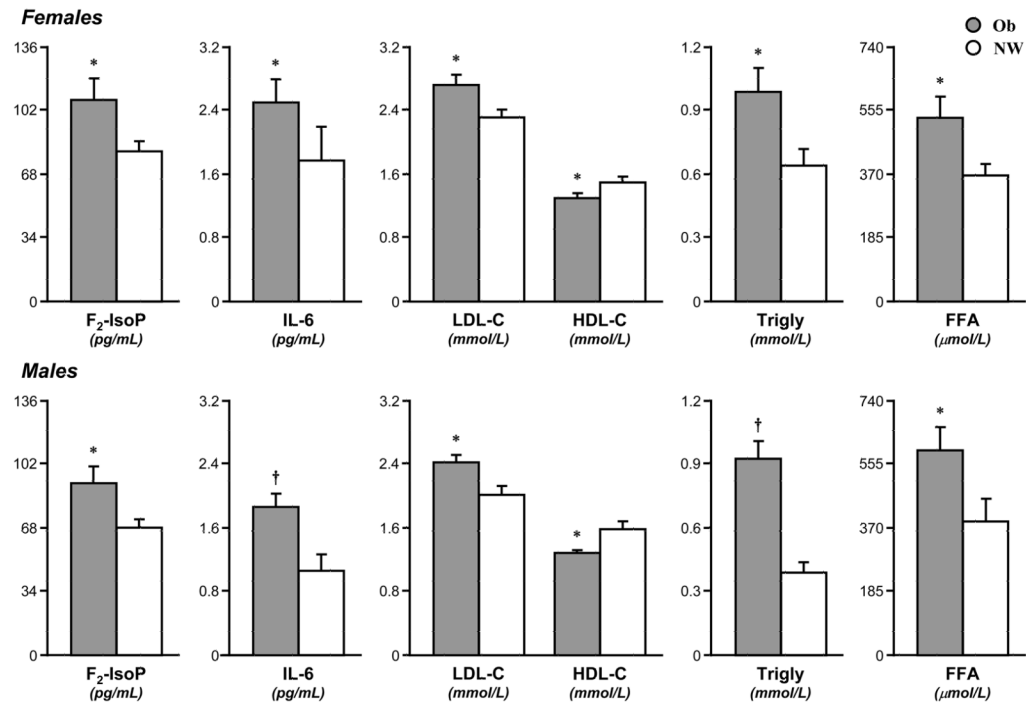 Females
Ob
NW
136
102
68
34
0
*
F₂-IsoP
(pg/mL)
3.2
2.4
1.6
0.8
0
*
IL-6
(pg/mL)
3.2
2.4
1.6
0.8
0
*
*
LDL-C
(mmol/L)
HDL-C
(mmol/L)
1.2
0.9
0.6
0.3
0
*
Trigly
(mmol/L)
740
555
370
185
0
*
FFA
(μmol/L)
Males
136
102
68
34
0
*
F₂-IsoP
(pg/mL)
3.2
2.4
1.6
0.8
0
†
IL-6
(pg/mL)
3.2
2.4
1.6
0.8
0
*
*
LDL-C
(mmol/L)
HDL-C
(mmol/L)
1.2
0.9
0.6
0.3
0
†
Trigly
(mmol/L)
740
555
370
185
0
*
FFA
(μmol/L)